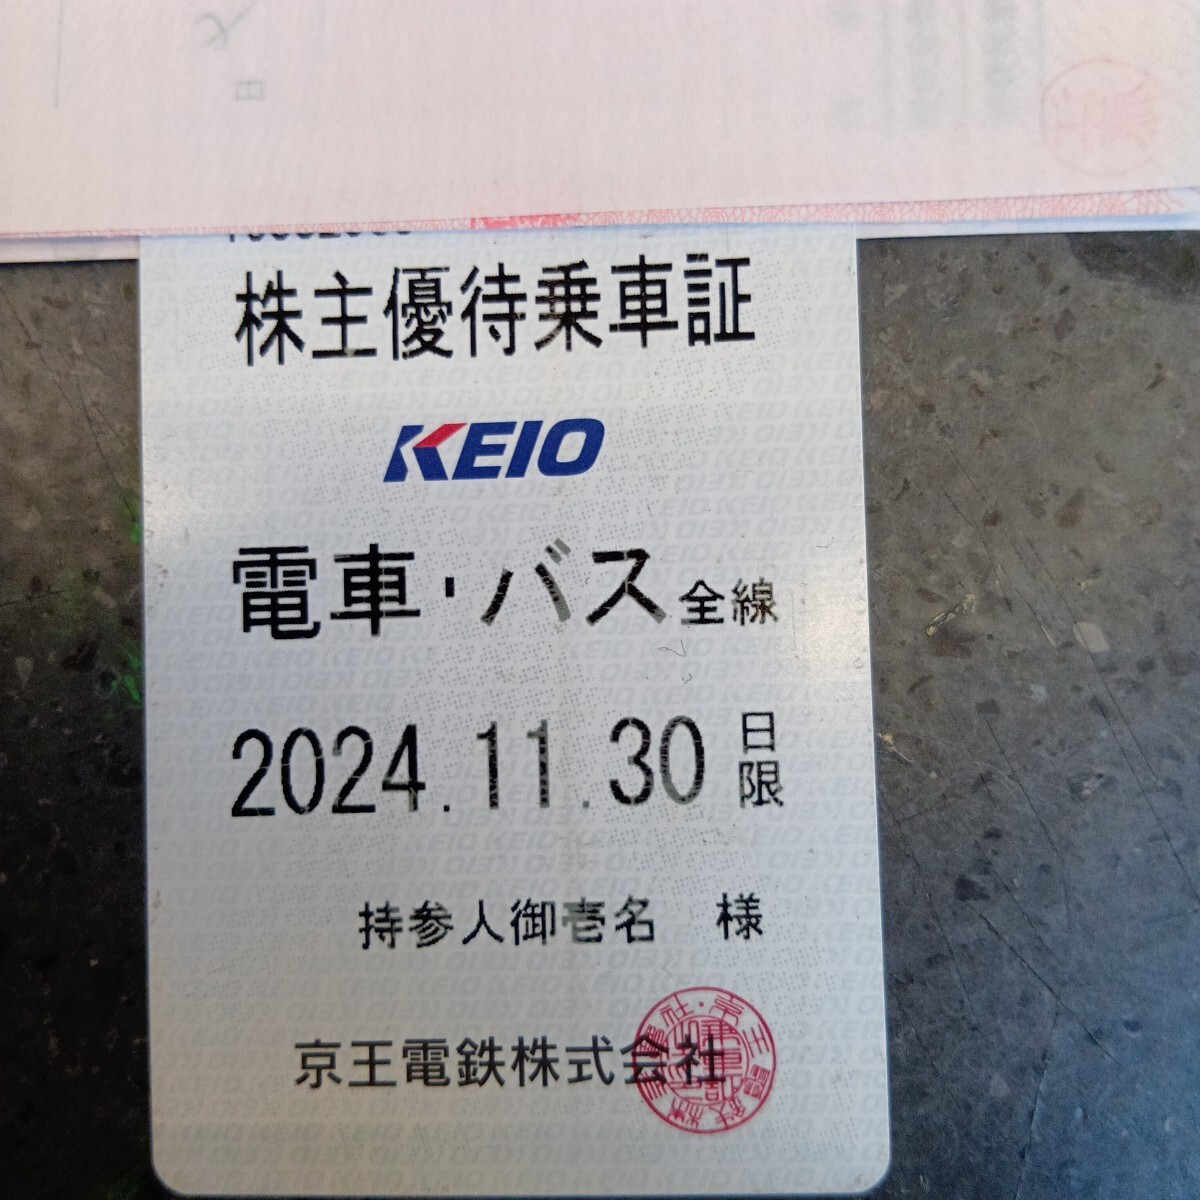 株主優待乗車証
KEIO
電車・バス全線
2024.11.30日限
持参人御壱名 様
京王電鉄株式会社